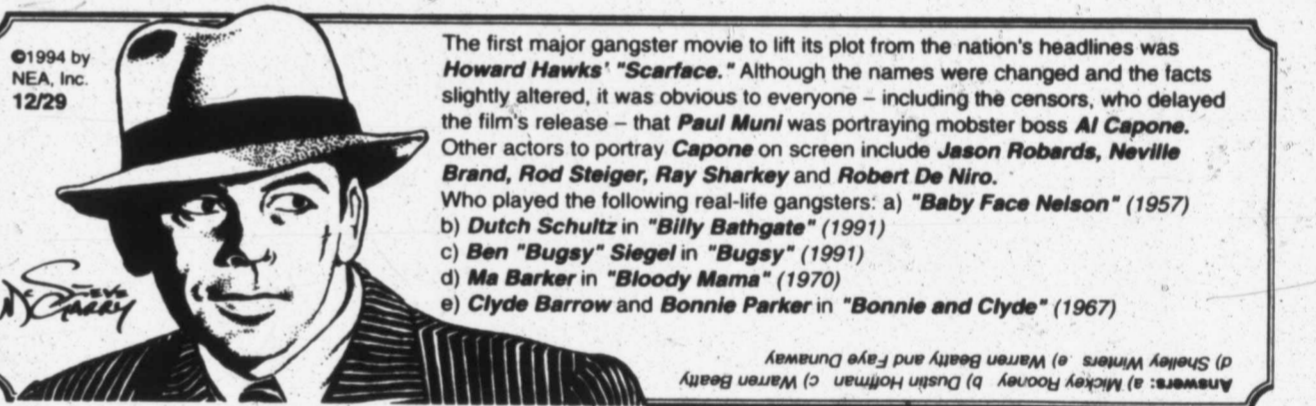 ©1994 by
NEA, Inc.
12/29
The first major gangster movie to lift its plot from the nation's headlines was
Howard Hawks' "Scarface." Although the names were changed and the facts
slightly altered, it was obvious to everyone – including the censors, who delayed
the film's release – that Paul Muni was portraying mobster boss Al Capone.
Other actors to portray Capone on screen include Jason Robards, Neville
Brand, Rod Steiger, Ray Sharkey and Robert De Niro.
Who played the following real-life gangsters: a) "Baby Face Nelson" (1957)
b) Dutch Schultz in "Billy Bathgate" (1991)
c) Ben "Bugsy" Siegel in "Bugsy" (1991)
d) Ma Barker in "Bloody Mama" (1970)
e) Clyde Barrow and Bonnie Parker in "Bonnie and Clyde" (1967)
Steve
McGarry
Answers: a) Mickey Rooney b) Dustin Hoffman c) Warren Beatty
d) Shelley Winters e) Warren Beatty and Faye Dunaway